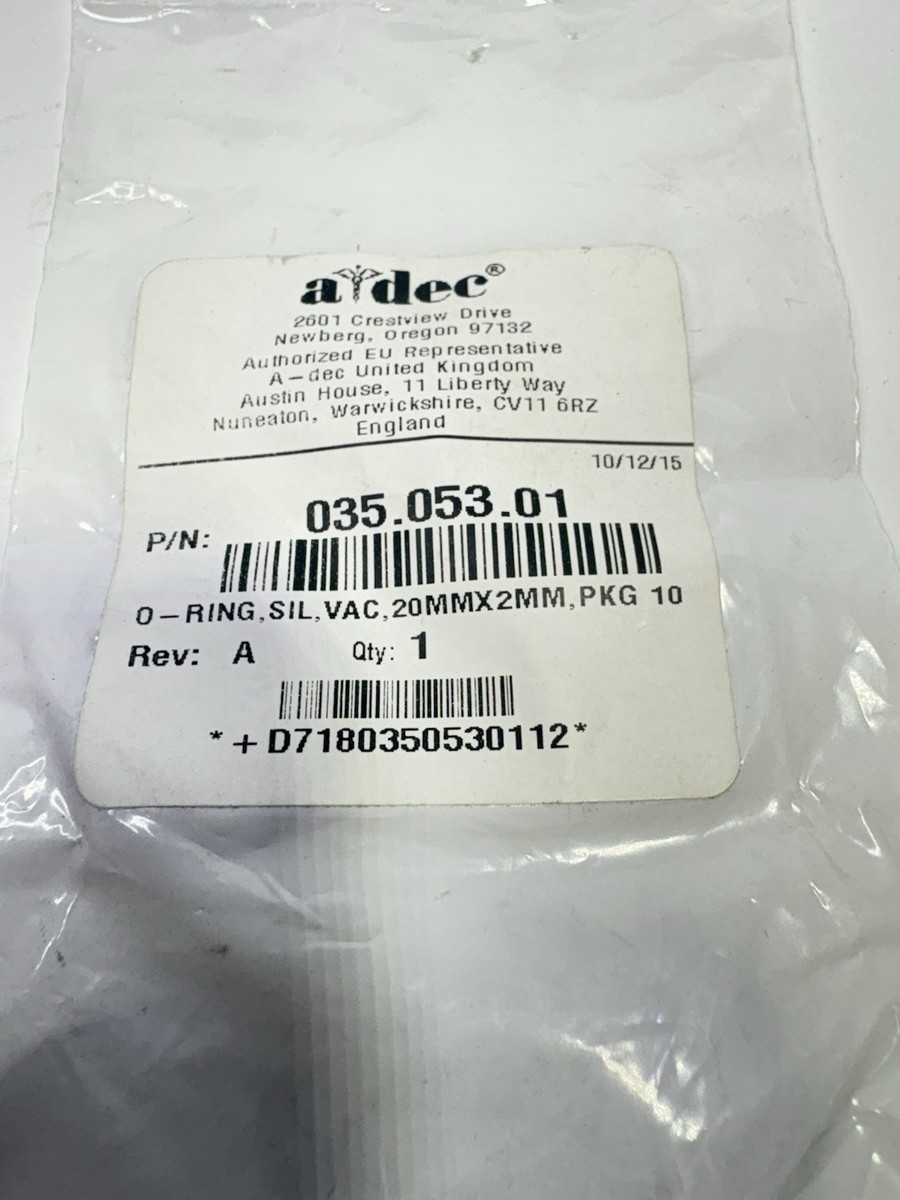 a dec®
2601 Crestview Drive
Newberg, Oregon 97132
Authorized EU Representative
A-dec United Kingdom
Austin House, 11 Liberty Way
Nuneaton, Warwickshire, CV11 6RZ
England
10/12/15
P/N: 035.053.01
O-RING,SIL,VAC,20MMX2MM,PKG 10
Rev: A Qty: 1
*+D7180350530112*